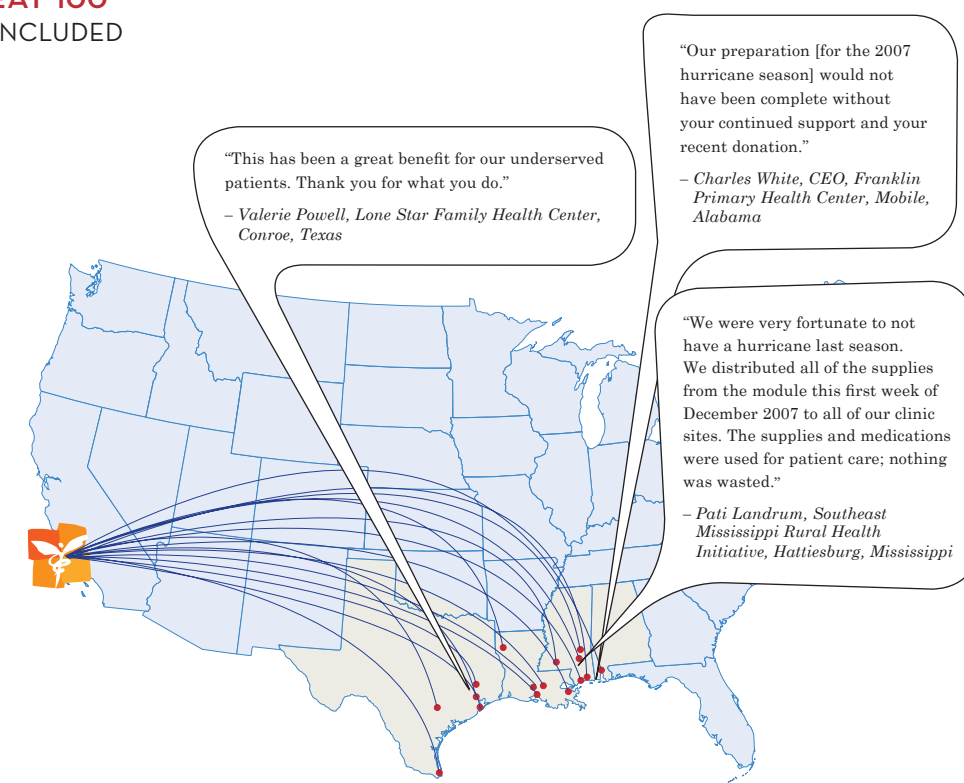 NCLUDED
“This has been a great benefit for our underserved
patients. Thank you for what you do.”
– Valerie Powell, Lone Star Family Health Center,
Conroe, Texas
“Our preparation [for the 2007
hurricane season] would not
have been complete without
your continued support and your
recent donation.”
– Charles White, CEO, Franklin
Primary Health Center, Mobile,
Alabama
“We were very fortunate to not
have a hurricane last season.
We distributed all of the supplies
from the module this first week of
December 2007 to all of our clinic
sites. The supplies and medications
were used for patient care; nothing
was wasted.”
– Pati Landrum, Southeast
Mississippi Rural Health
Initiative, Hattiesburg, Mississippi